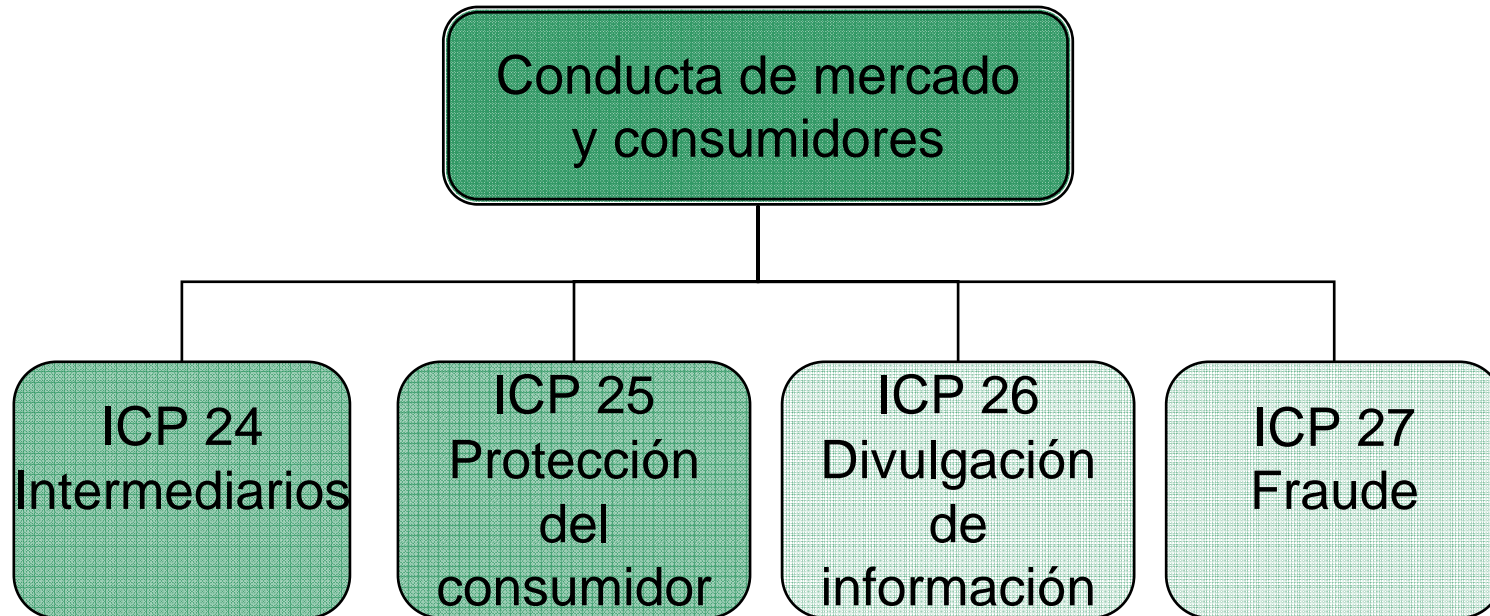 Conducta de mercado
y consumidores
ICP 24
Intermediarios
ICP 25
Protección
del
consumidor
ICP 26
Divulgación
de
información
ICP 27
Fraude